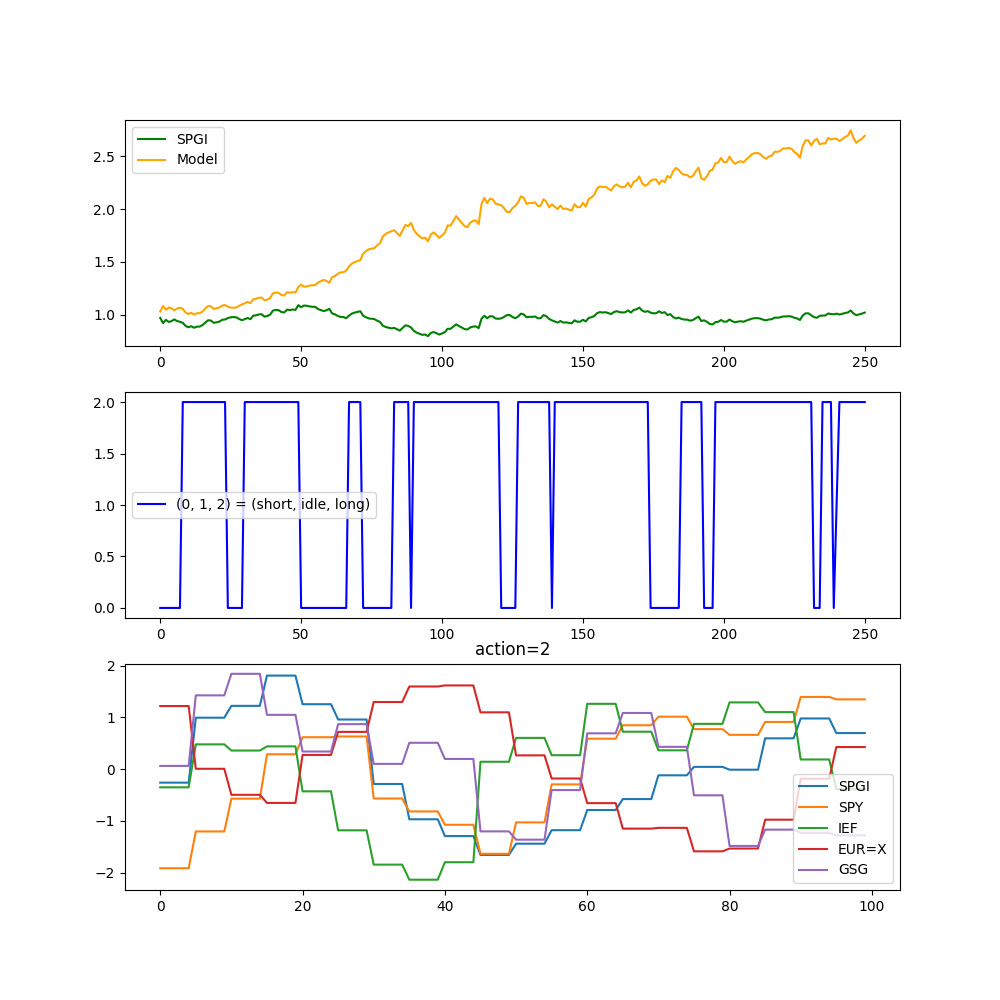 SPGI
Model
2.5
2.0
1.5
1.0
0 50 100 150 200 250
2.0
1.5
1.0
0.5
0.0
(0, 1, 2) = (short, idle, long)
0 50 100 150 200 250
action=2
2
1
0
−1
−2
SPGI
SPY
IEF
EUR=X
GSG
0 20 40 60 80 100